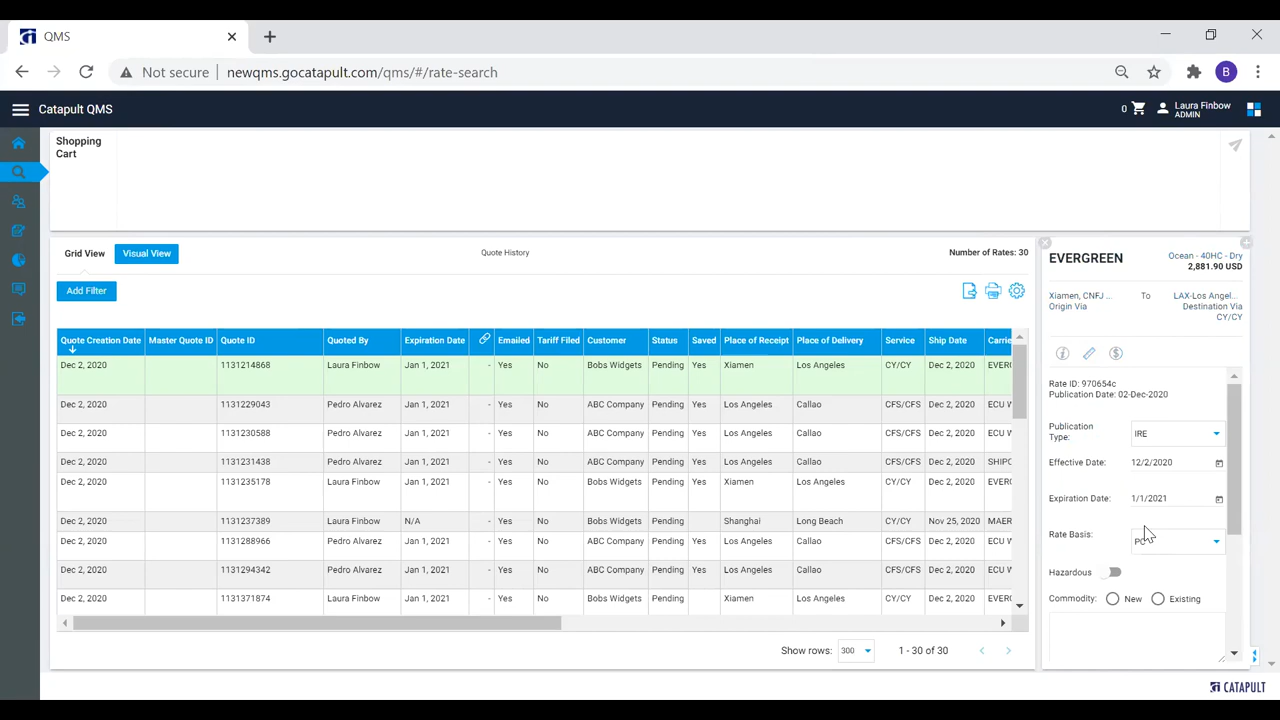 QMS
Not secure newqms.gocatapult.com/qms/#/rate-search
B
Catapult QMS
0
Laura Finbow
ADMIN
Shopping
Cart
Grid View
Visual View
Quote History
Number of Rates: 30
Add Filter
Quote Creation Date Master Quote ID Quote ID Quoted By Expiration Date Emailed Tariff Filed Customer Status Saved Place of Receipt Place of Delivery Service Ship Date Carrie
Dec 2, 2020 1131214868 Laura Finbow Jan 1, 2021 - Yes No Bobs Widgets Pending Yes Xiamen Los Angeles CY/CY Dec 2, 2020 EVERG
Dec 2, 2020 1131229043 Pedro Alvarez Jan 1, 2021 - Yes No ABC Company Pending Yes Los Angeles Callao CFS/CFS Dec 2, 2020 ECU W
Dec 2, 2020 1131230588 Pedro Alvarez Jan 1, 2021 - Yes No ABC Company Pending Yes Los Angeles Callao CFS/CFS Dec 2, 2020 ECU W
Dec 2, 2020 1131231438 Pedro Alvarez Jan 1, 2021 - Yes No ABC Company Pending Yes Los Angeles Callao CFS/CFS Dec 2, 2020 SHIPC
Dec 2, 2020 1131235178 Laura Finbow Jan 1, 2021 - Yes No Bobs Widgets Pending Yes Xiamen Los Angeles CY/CY Dec 2, 2020 EVERG
Dec 2, 2020 1131237389 Laura Finbow N/A - Yes No Bobs Widgets Pending Shanghai Long Beach CY/CY Nov 25, 2020 MAER
Dec 2, 2020 1131288966 Pedro Alvarez Jan 1, 2021 - Yes No ABC Company Pending Yes Los Angeles Callao CFS/CFS Dec 2, 2020 ECU W
Dec 2, 2020 1131294342 Pedro Alvarez Jan 1, 2021 - Yes No ABC Company Pending Yes Los Angeles Callao CFS/CFS Dec 2, 2020 ECU W
Dec 2, 2020 1131371874 Laura Finbow Jan 1, 2021 - Yes No Bobs Widgets Pending Yes Xiamen Los Angeles CY/CY Dec 2, 2020 EVERG
Show rows: 300 1 - 30 of 30
EVERGREEN
Ocean - 40HC - Dry
2,881.90 USD
Xiamen, CNFJ ... To LAX-Los Angel...
Origin Via Destination Via
CY/CY
Rate ID: 970654c
Publication Date: 02-Dec-2020
Publication
Type: IRE
Effective Date: 12/2/2020
Expiration Date: 1/1/2021
Rate Basis:
Hazardous
Commodity: New Existing
CATAPULT